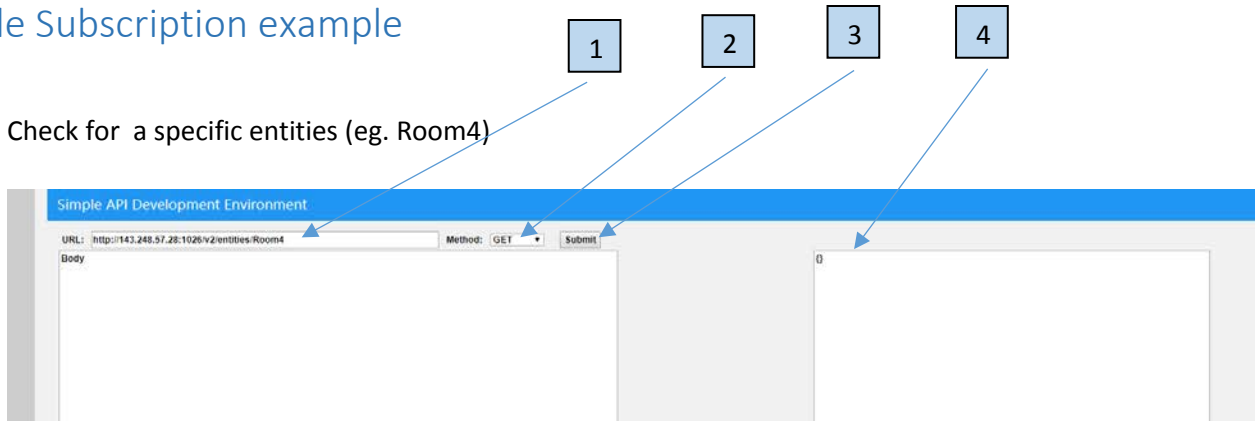 le Subscription example
1 2 3 4
Check for a specific entities (eg. Room4)
Simple API Development Environment
URL: http://143.248.57.28:1026/v2/entities/Room4 Method: GET Submit
Body {}